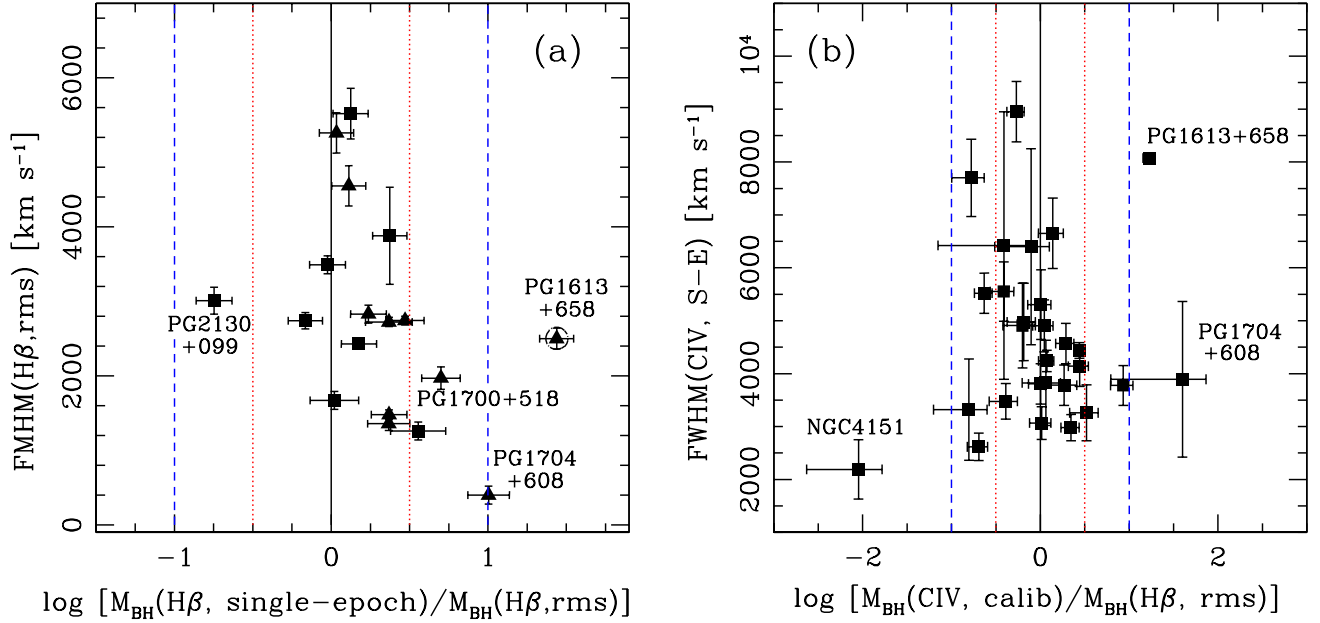 (a)
FMHM(Hβ,rms) [km s⁻¹]
6000
4000
2000
0
PG2130
+099
PG1613
+658
PG1700+518
PG1704
+608
−1
0
1
log [M_BH(Hβ, single−epoch)/M_BH(Hβ,rms)]
(b)
FWHM(CIV, S−E) [km s⁻¹]
10⁴
8000
6000
4000
2000
PG1613+658
PG1704
+608
NGC4151
−2
0
2
log [M_BH(CIV, calib)/M_BH(Hβ, rms)]